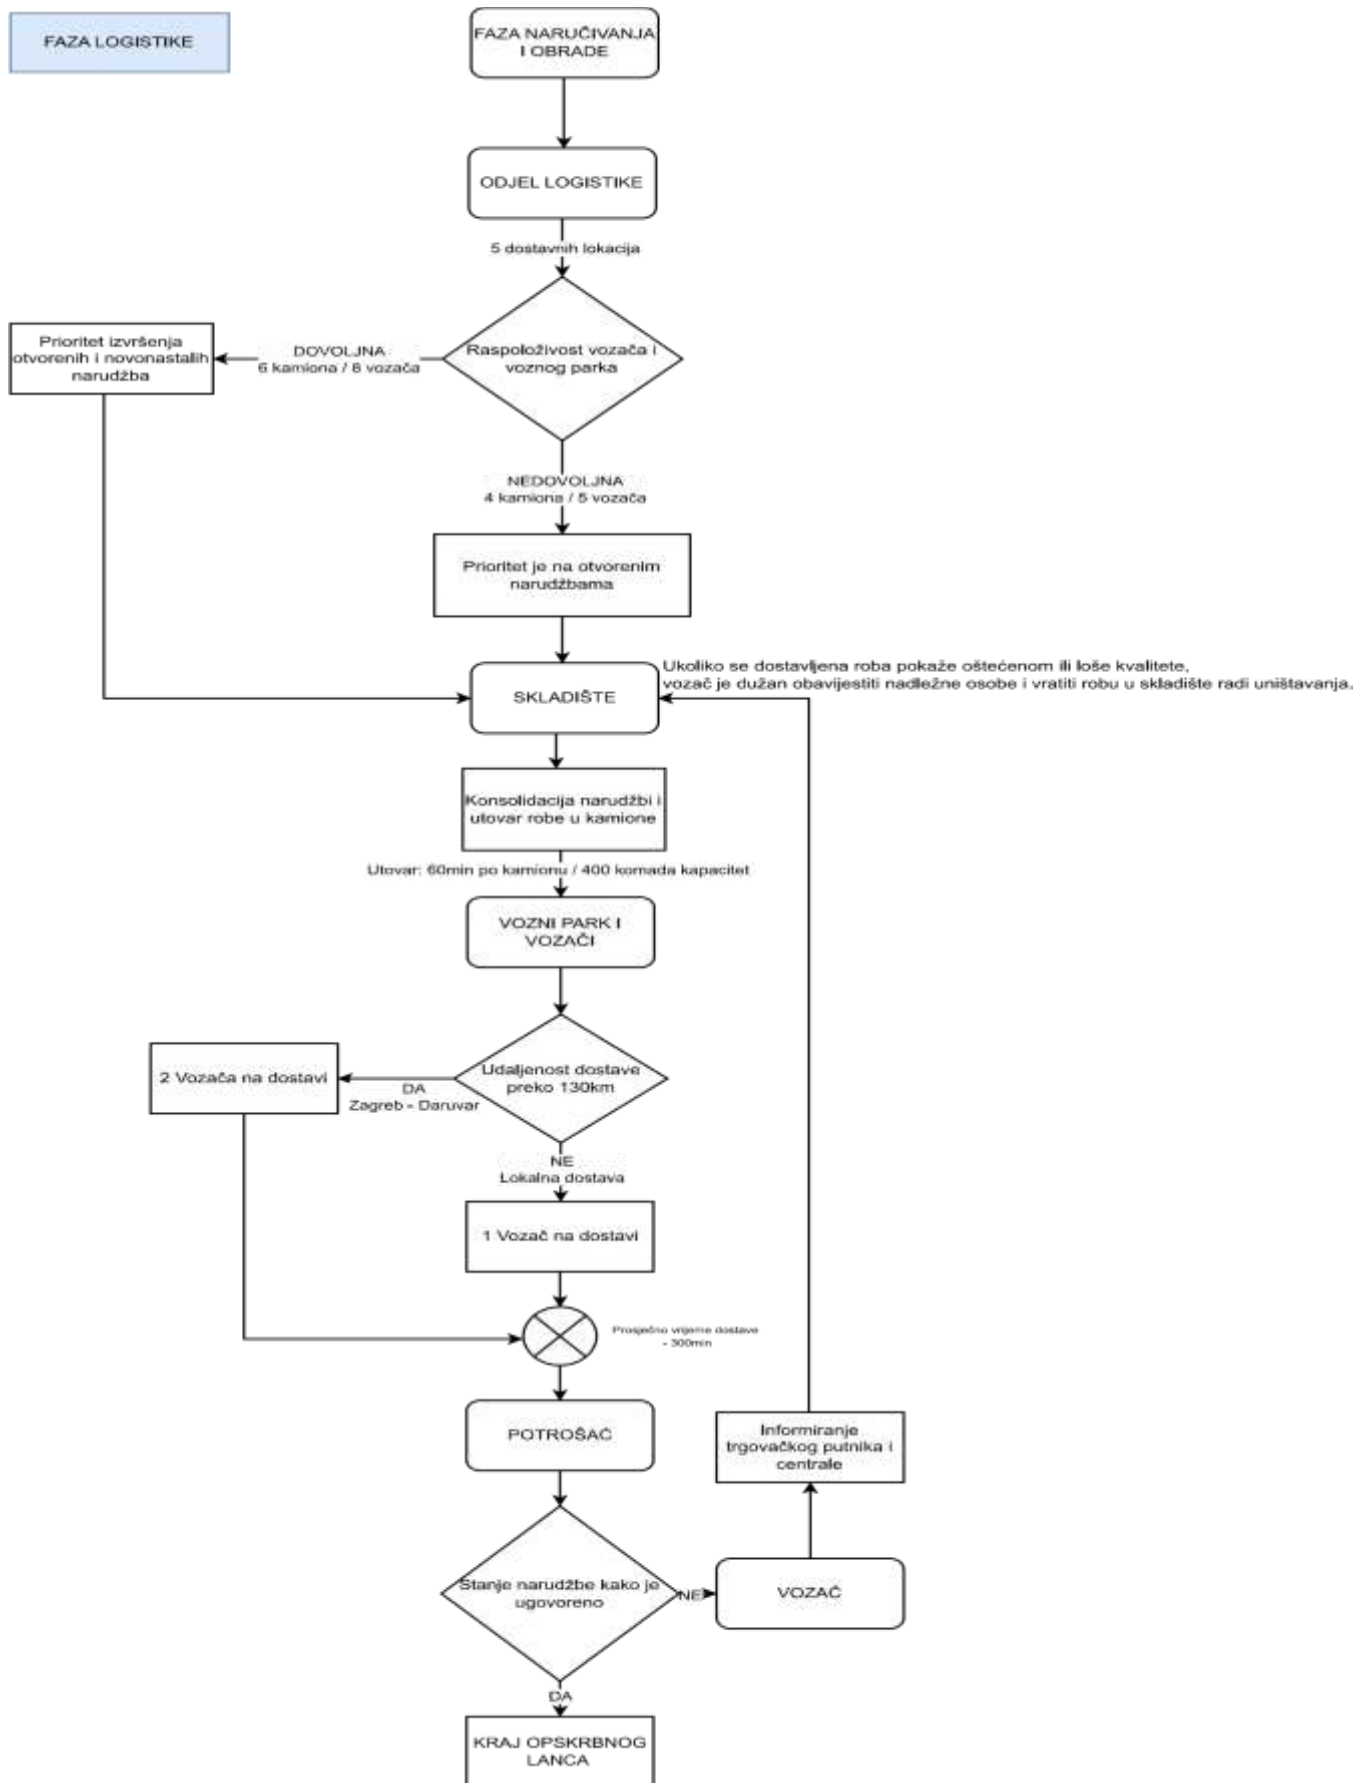 FAZA LOGISTIKE
FAZA NARUČIVANJA
I OBRADE
ODJEL LOGISTIKE
5 dostavnih lokacija
Raspoloživost vozača i
voznog parka
DOVOLJNA
6 kamiona / 8 vozača
Prioritet izvršenja
otvorenih i novonastalih
narudžba
NEDOVOLJNA
4 kamiona / 5 vozača
Prioritet je na otvorenim
narudžbama
SKLADIŠTE
Ukoliko se dostavljena roba pokaže oštećenom ili loše kvalitete,
vozač je dužan obavijestiti nadležne osobe i vratiti robu u skladište radi uništavanja.
Konsolidacija narudžbi i
utovar robe u kamione
Utovar: 60min po kamionu / 400 komada kapacitet
VOZNI PARK I
VOZAČI
Udaljenost dostave
preko 130km
DA
Zagreb - Daruvar
2 Vozača na dostavi
NE
Lokalna dostava
1 Vozač na dostavi
Prosječno vrijeme dostave
- 300min
POTROŠAČ
Stanje narudžbe kako je
ugovoreno
NE
VOZAČ
Informiranje
trgovačkog putnika i
centrale
DA
KRAJ OPSKRBNOG
LANCA